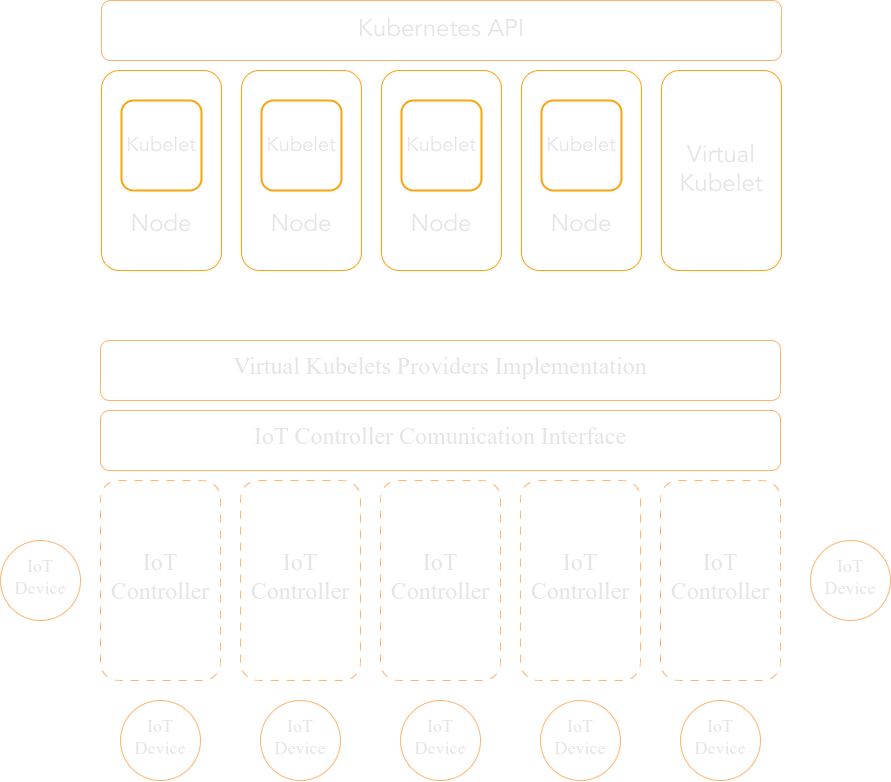 Kubernetes API
Kubelet
Kubelet
Kubelet
Kubelet
Virtual
Kubelet
Node
Node
Node
Node
Virtual Kubelets Providers Implementation
IoT Controller Comunication Interface
IoT
Controller
IoT
Controller
IoT
Controller
IoT
Controller
IoT
Controller
IoT
Device
IoT
Device
IoT
Device
IoT
Device
IoT
Device
IoT
Device
IoT
Device